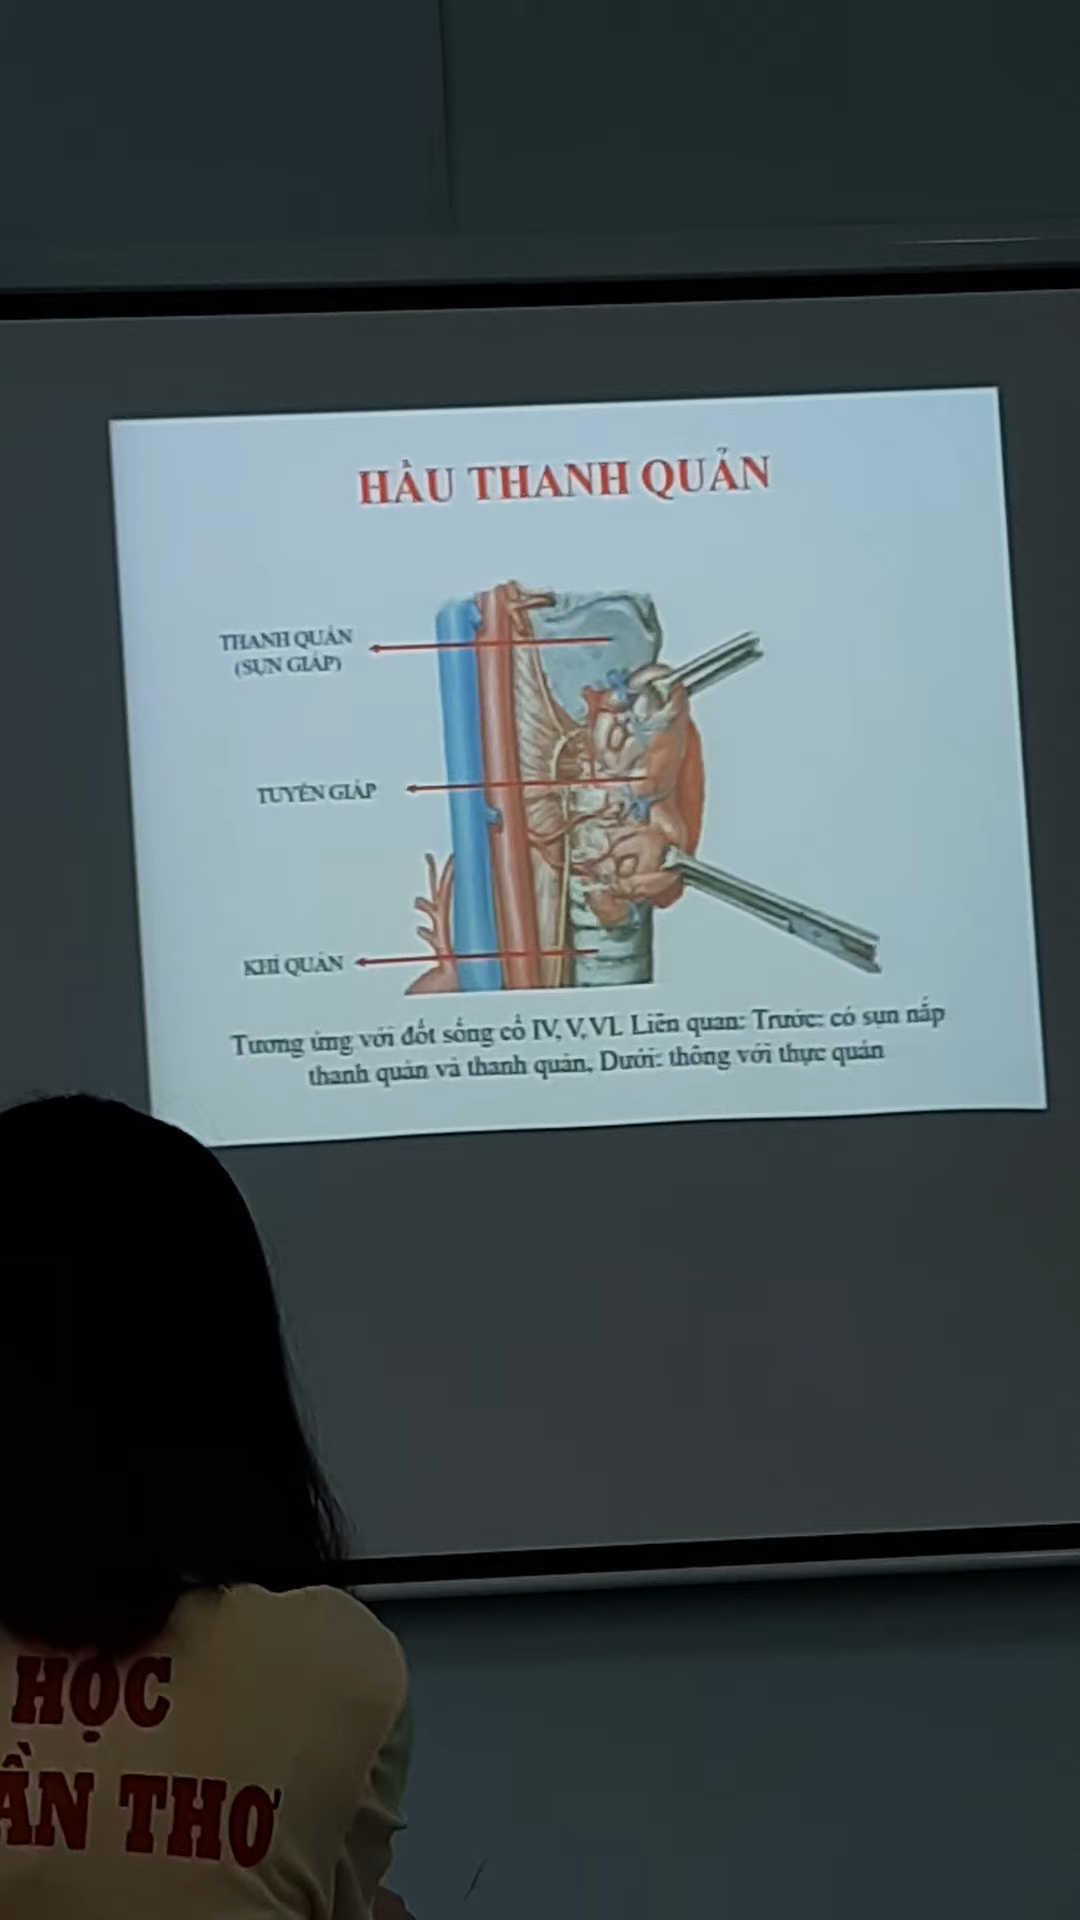 HẦU THANH QUẢN
THANH QUẢN
(SỤN GIÁP)
TUYẾN GIÁP
KHÍ QUẢN
Tương ứng với đốt sống cổ IV, V, VI. Liên quan: Trước: có sụn nắp
thanh quản và thanh quản, Dưới: thông với thực quản
HỌC
ẦN THƠ